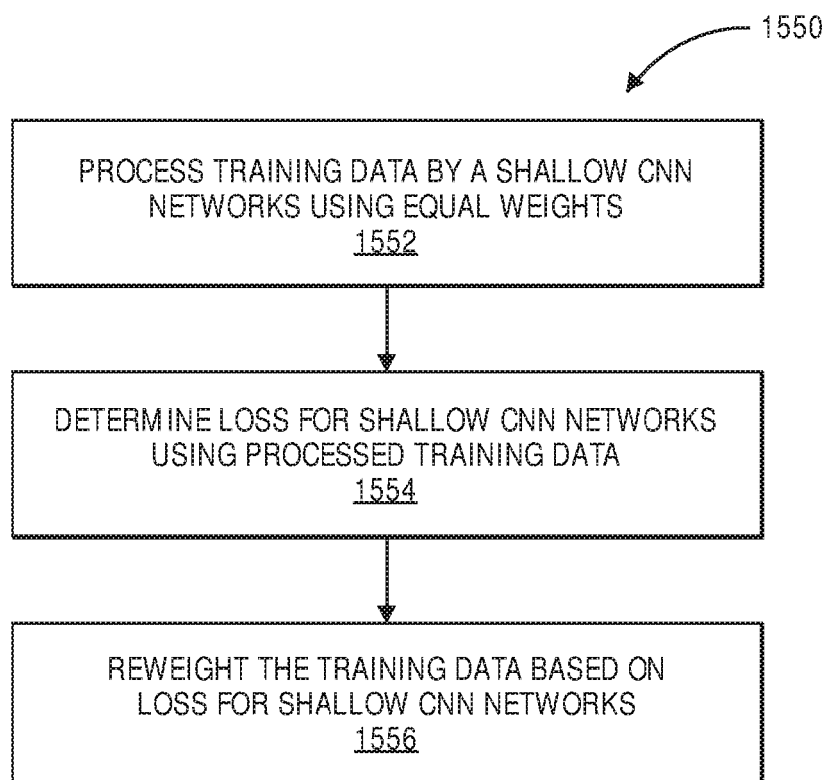 1550
PROCESS TRAINING DATA BY A SHALLOW CNN
NETWORKS USING EQUAL WEIGHTS
1552
DETERMINE LOSS FOR SHALLOW CNN NETWORKS
USING PROCESSED TRAINING DATA
1554
REWEIGHT THE TRAINING DATA BASED ON
LOSS FOR SHALLOW CNN NETWORKS
1556